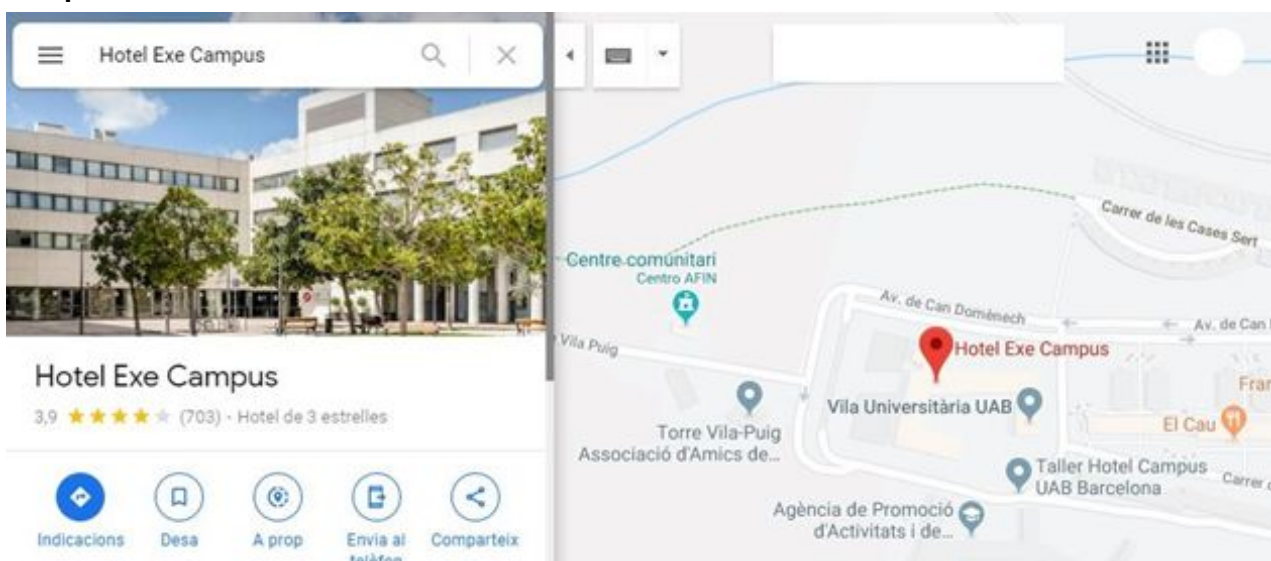 Hotel Exe Campus
Hotel Exe Campus
3,9 (703) - Hotel de 3 estrelles
Indicacions
Desa
A prop
Envia al
telèfon
Comparteix
Carrer de les Cases Sert
Centre comunitari
Centro AFIN
Av. de Can Domènech
Av. de Can
Vila Puig
Hotel Exe Campus
Vila Universitària UAB
El Cau
Torre Vila-Puig
Associació d'Amics de...
Taller Hotel Campus
UAB Barcelona
Carrer
Agència de Promoció
d'Activitats i de...